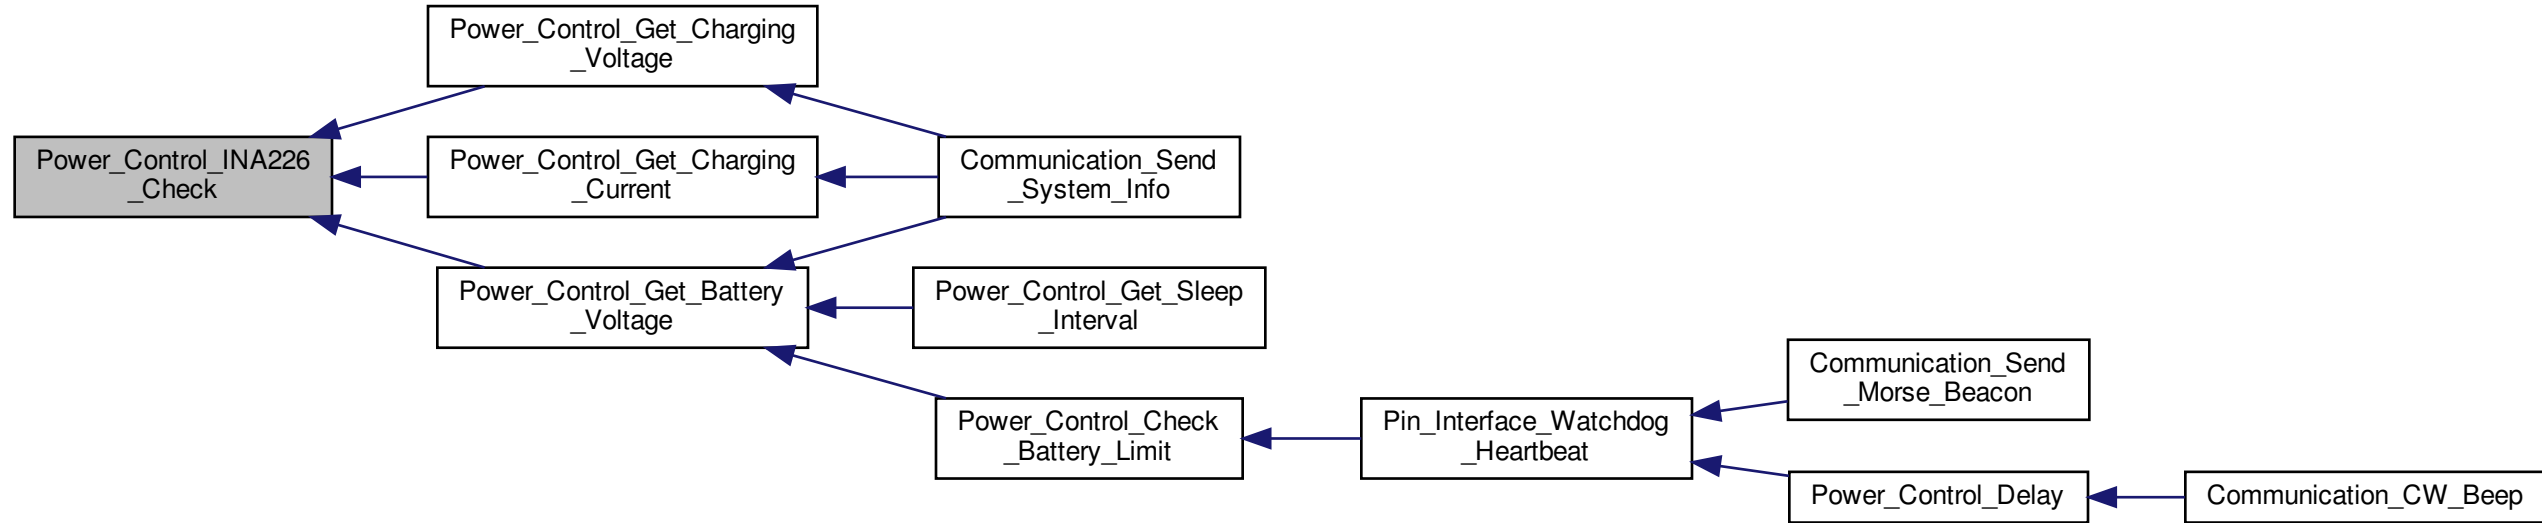 Power_Control_Get_Charging
_Voltage
Power_Control_INA226
_Check
Power_Control_Get_Charging
_Current
Communication_Send
_System_Info
Power_Control_Get_Battery
_Voltage
Power_Control_Get_Sleep
_Interval
Power_Control_Check
_Battery_Limit
Pin_Interface_Watchdog
_Heartbeat
Communication_Send
_Morse_Beacon
Power_Control_Delay
Communication_CW_Beep